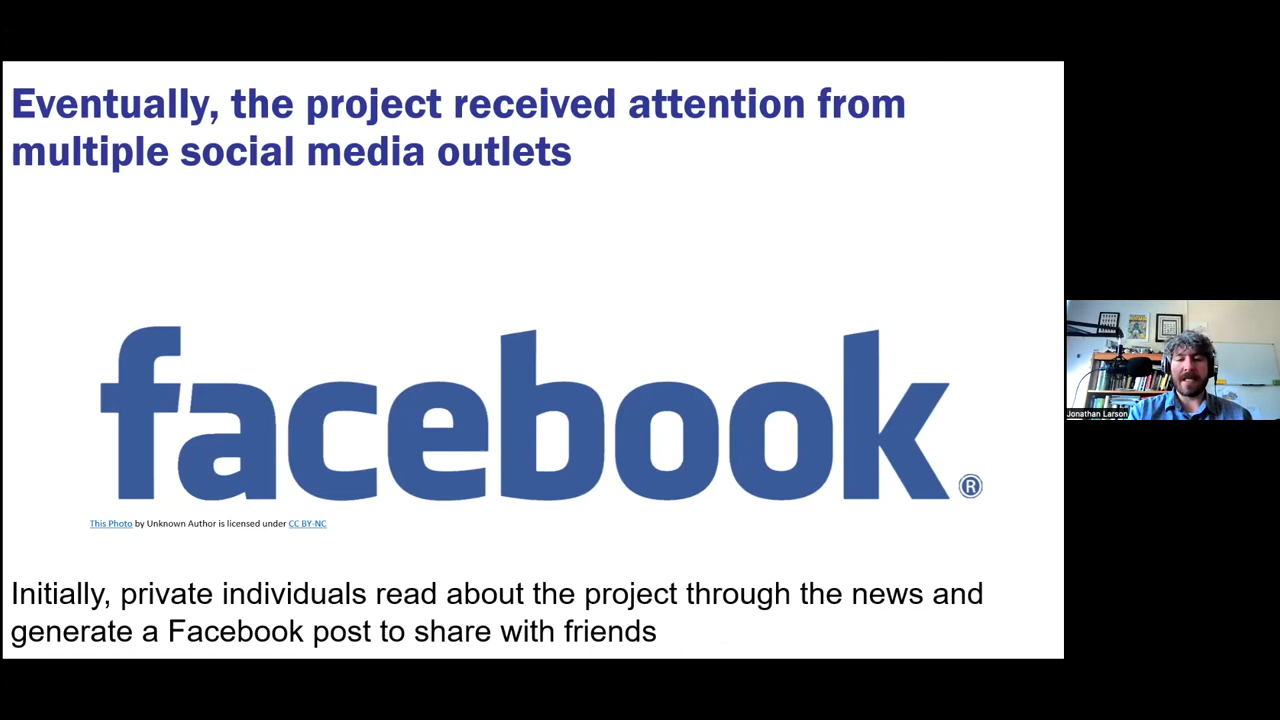 Eventually, the project received attention from
multiple social media outlets
facebook®
This Photo by Unknown Author is licensed under CC BY-NC
Initially, private individuals read about the project through the news and
generate a Facebook post to share with friends
Jonathan Larson